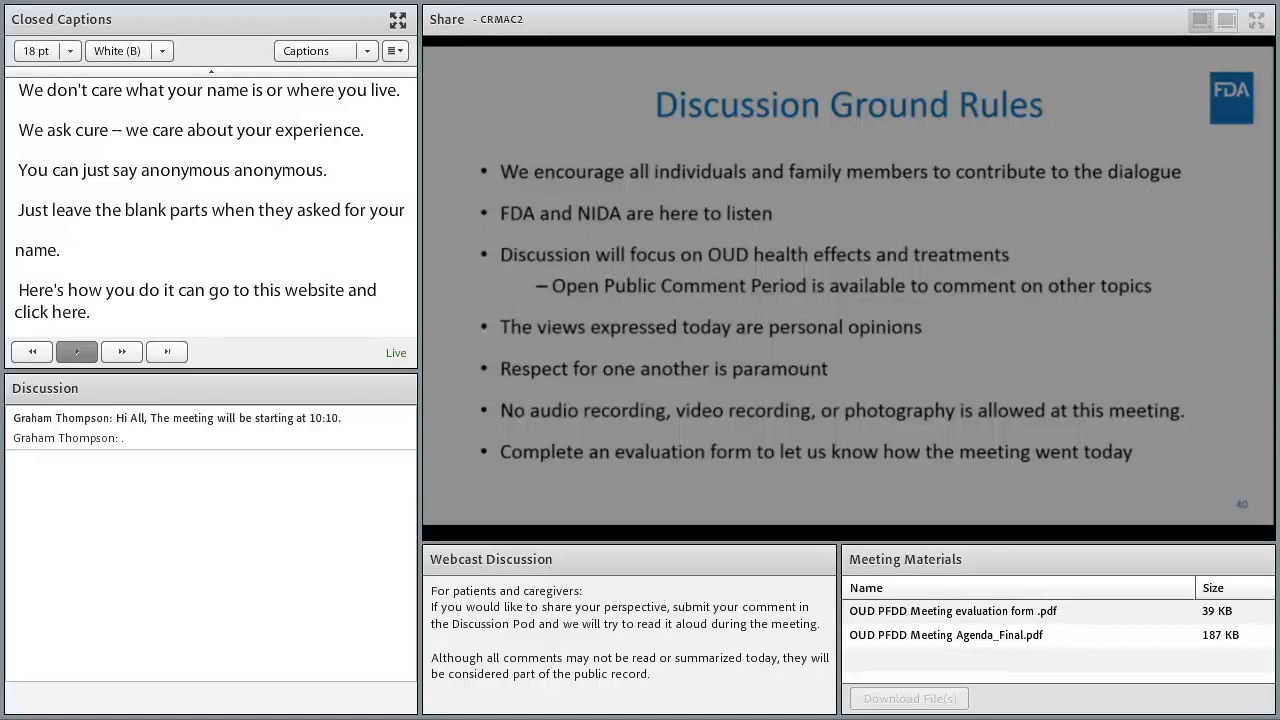 Closed Captions
18 pt
White (B)
Captions
We don't care what your name is or where you live.
We ask cure -- we care about your experience.
You can just say anonymous anonymous.
Just leave the blank parts when they asked for your
name.
Here's how you do it can go to this website and
click here.
Live
Discussion
Graham Thompson: Hi All, The meeting will be starting at 10:10.
Graham Thompson: .
Share - CRMAC2
FDA
Discussion Ground Rules
• We encourage all individuals and family members to contribute to the dialogue
• FDA and NIDA are here to listen
• Discussion will focus on OUD health effects and treatments
– Open Public Comment Period is available to comment on other topics
• The views expressed today are personal opinions
• Respect for one another is paramount
• No audio recording, video recording, or photography is allowed at this meeting.
• Complete an evaluation form to let us know how the meeting went today
40
Webcast Discussion
For patients and caregivers:
If you would like to share your perspective, submit your comment in
the Discussion Pod and we will try to read it aloud during the meeting.
Although all comments may not be read or summarized today, they will
be considered part of the public record.
Meeting Materials
Name Size
OUD PFDD Meeting evaluation form .pdf 39 KB
OUD PFDD Meeting Agenda_Final.pdf 187 KB
Download File(s)